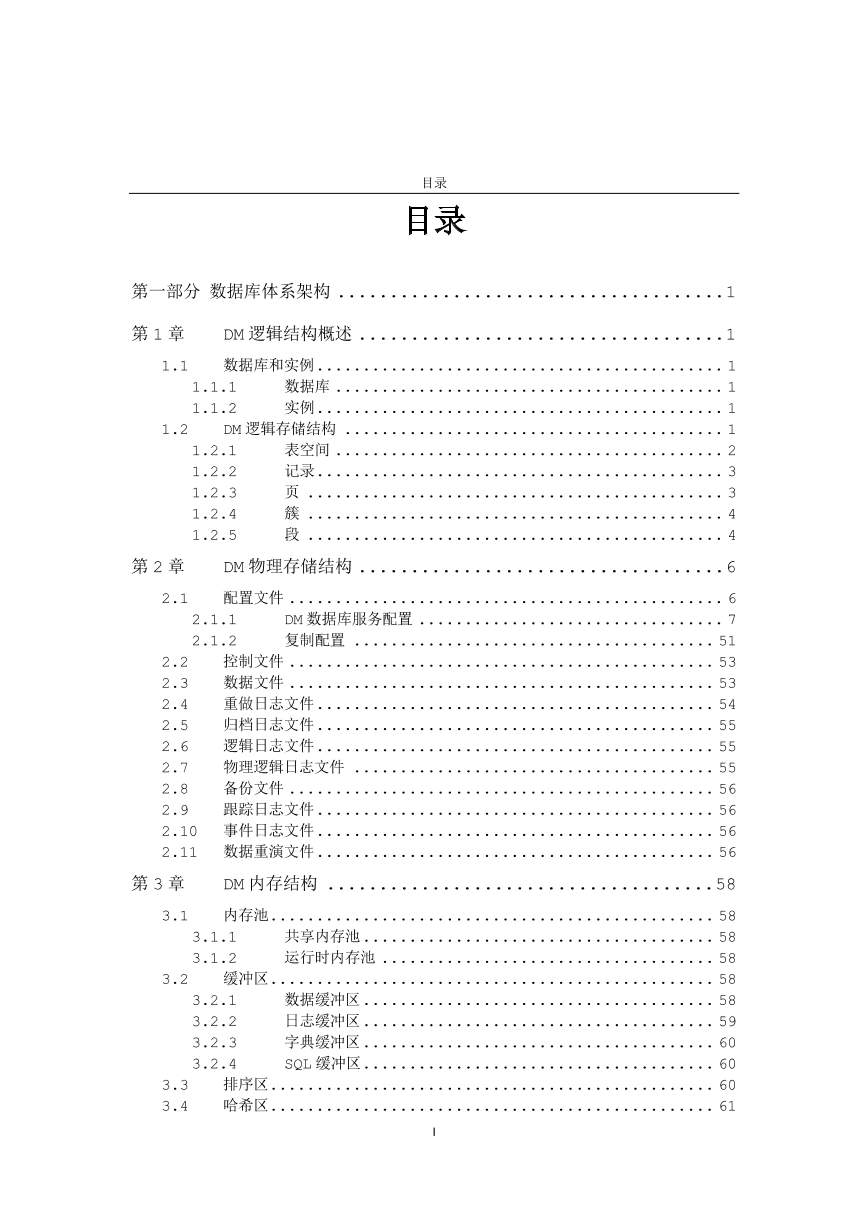 目录
目录
第一部分 数据库体系架构 .....................................1
第 1 章 DM 逻辑结构概述 ...................................1
1.1 数据库和实例............................................ 1
1.1.1 数据库 .......................................... 1
1.1.2 实例............................................ 1
1.2 DM 逻辑存储结构 ......................................... 1
1.2.1 表空间 .......................................... 2
1.2.2 记录............................................ 3
1.2.3 页 ............................................. 3
1.2.4 簇 ............................................. 4
1.2.5 段 ............................................. 4
第 2 章 DM 物理存储结构 ...................................6
2.1 配置文件 ............................................... 6
2.1.1 DM 数据库服务配置 ................................. 7
2.1.2 复制配置 ....................................... 51
2.2 控制文件 .............................................. 53
2.3 数据文件 .............................................. 53
2.4 重做日志文件........................................... 54
2.5 归档日志文件........................................... 55
2.6 逻辑日志文件........................................... 55
2.7 物理逻辑日志文件 ....................................... 55
2.8 备份文件 .............................................. 56
2.9 跟踪日志文件........................................... 56
2.10 事件日志文件........................................... 56
2.11 数据重演文件........................................... 56
第 3 章 DM 内存结构 .....................................58
3.1 内存池................................................ 58
3.1.1 共享内存池...................................... 58
3.1.2 运行时内存池 .................................... 58
3.2 缓冲区................................................ 58
3.2.1 数据缓冲区...................................... 58
3.2.2 日志缓冲区...................................... 59
3.2.3 字典缓冲区...................................... 60
3.2.4 SQL 缓冲区...................................... 60
3.3 排序区................................................ 60
3.4 哈希区................................................ 61
I